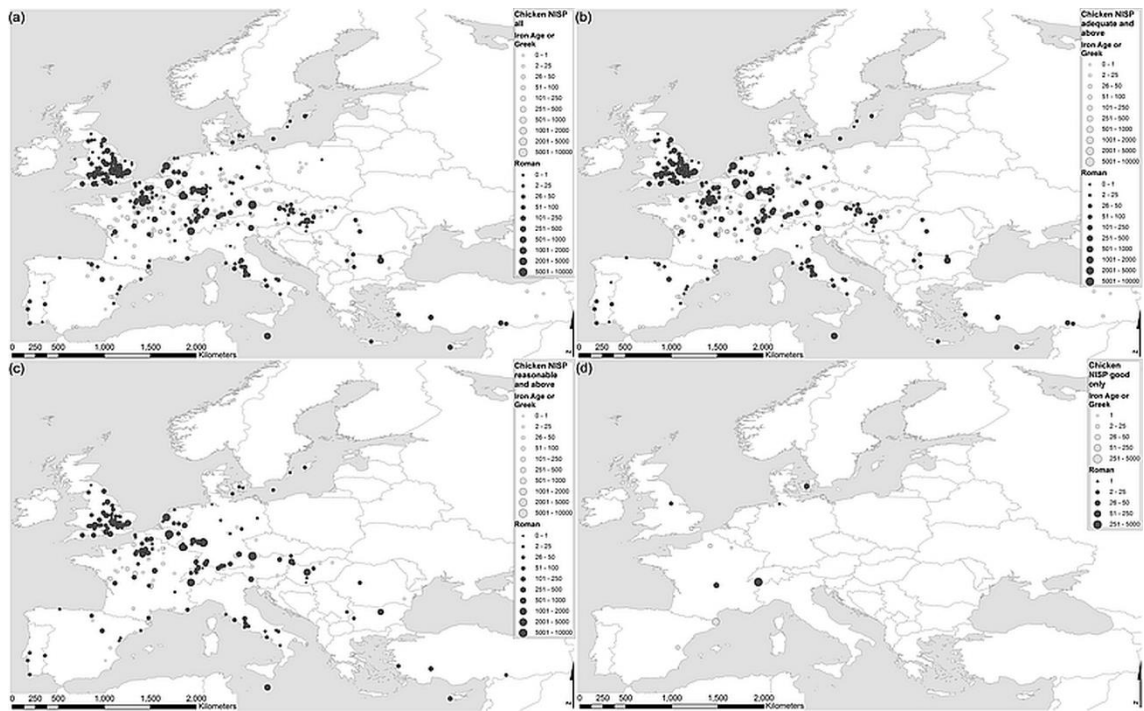 (a)
Chicken NISP
all
Iron Age or
Greek
0 - 1
2 - 25
26 - 50
51 - 100
101 - 250
251 - 500
501 - 1000
1001 - 2000
2001 - 5000
5001 - 10000
Roman
0 - 1
2 - 25
26 - 50
51 - 100
101 - 250
251 - 500
501 - 1000
1001 - 2000
2001 - 5000
5001 - 10000
0 250 500 1,000 1,500 2,000
Kilometers
(b)
Chicken NISP
adequate and
above
Iron Age or
Greek
0 - 1
2 - 25
26 - 50
51 - 100
101 - 250
251 - 500
501 - 1000
1001 - 2000
2001 - 5000
5001 - 10000
Roman
0 - 1
2 - 25
26 - 50
51 - 100
101 - 250
251 - 500
501 - 1000
1001 - 2000
2001 - 5000
5001 - 10000
0 250 500 1,000 1,500 2,000
Kilometers
(c)
Chicken NISP
reasonable
and above
Iron Age or
Greek
0 - 1
2 - 25
26 - 50
51 - 100
101 - 250
251 - 500
501 - 1000
1001 - 2000
2001 - 5000
5001 - 10000
Roman
0 - 1
2 - 25
26 - 50
51 - 100
101 - 250
251 - 500
501 - 1000
1001 - 2000
2001 - 5000
5001 - 10000
0 250 500 1,000 1,500 2,000
Kilometers
(d)
Chicken
NISP good
only
Iron Age or
Greek
1
2 - 25
26 - 50
51 - 250
251 - 5000
Roman
1
2 - 25
26 - 50
51 - 250
251 - 5000
0 250 500 1,000 1,500 2,000
Kilometers